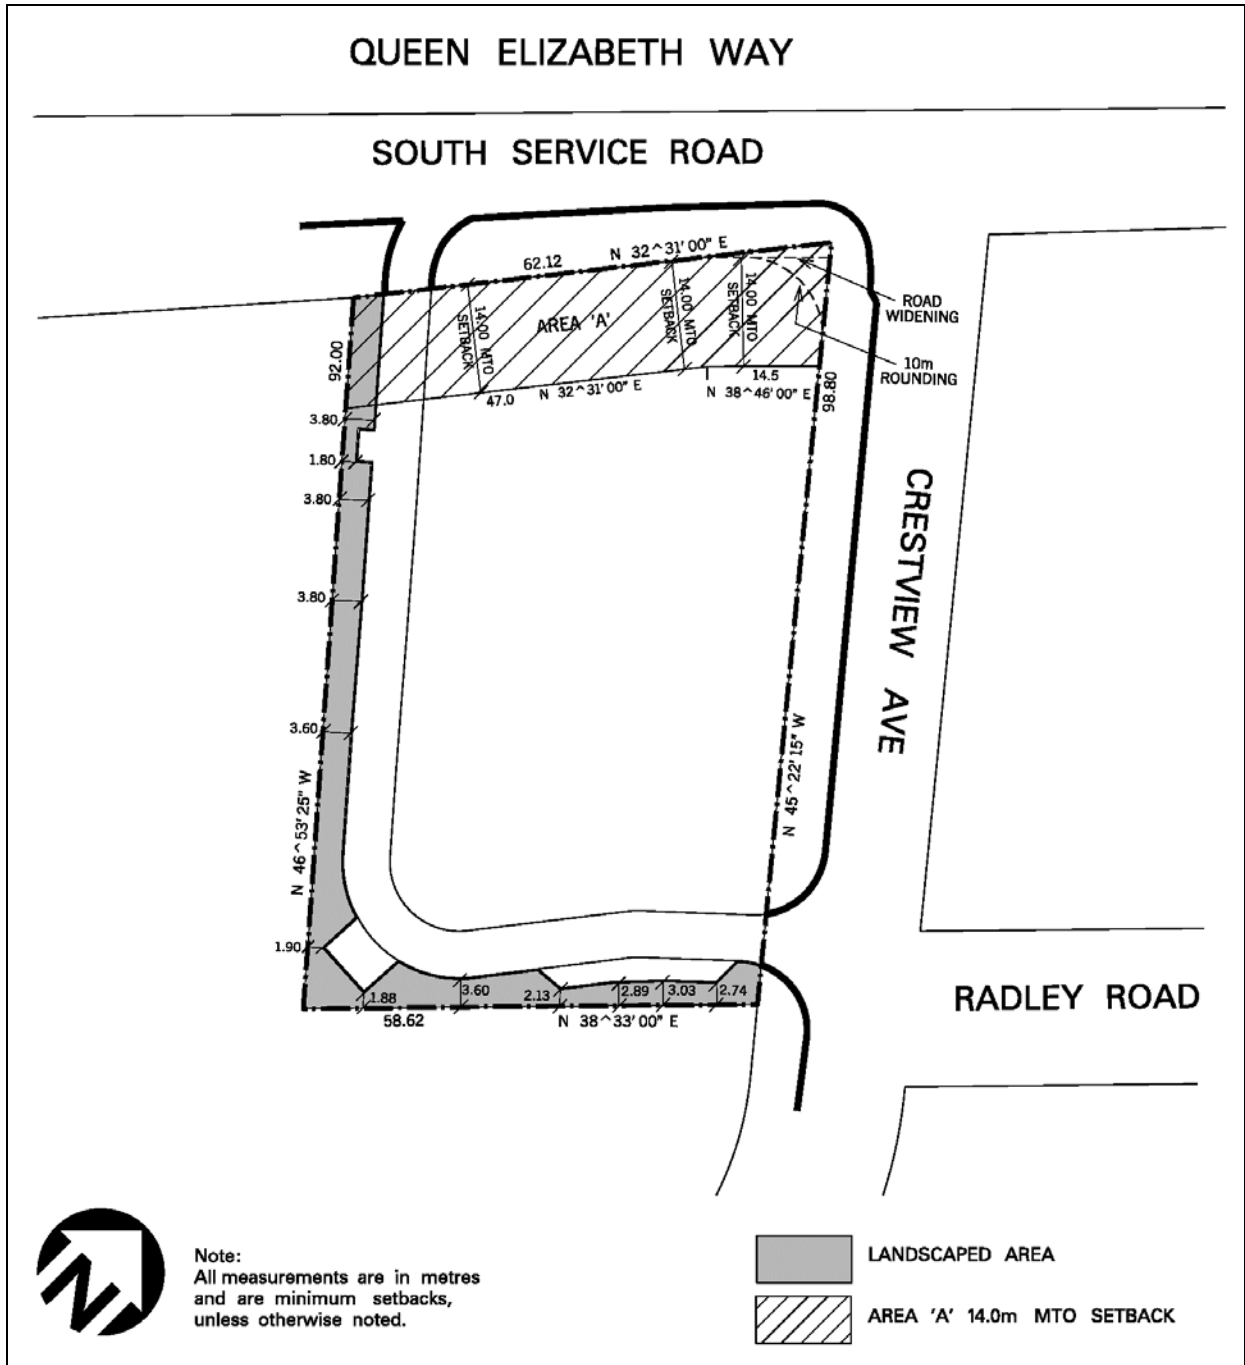 QUEEN ELIZABETH WAY
SOUTH SERVICE ROAD
62.12
N 32^31'00" E
14.00 MTO
SETBACK
AREA 'A'
14.00 MTO
SETBACK
14.00 MTO
SETBACK
ROAD
WIDENING
10m
ROUNDING
92.00
47.0
N 32^31'00" E
14.5
N 38^46'00" E
98.80
3.80
1.80
3.80
3.80
3.60
N 46^53'25" W
N 45^22'15" W
CRESTVIEW AVE
1.90
1.88
3.60
2.13
2.89
3.03
2.74
58.62
N 38^33'00" E
RADLEY ROAD
N
Note:
All measurements are in metres
and are minimum setbacks,
unless otherwise noted.
LANDSCAPED AREA
AREA 'A' 14.0m MTO SETBACK